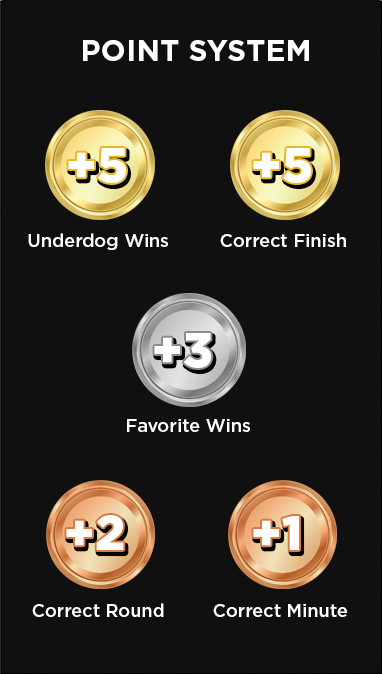 POINT SYSTEM
+5 +5
Underdog Wins Correct Finish
+3
Favorite Wins
+2 +1
Correct Round Correct Minute